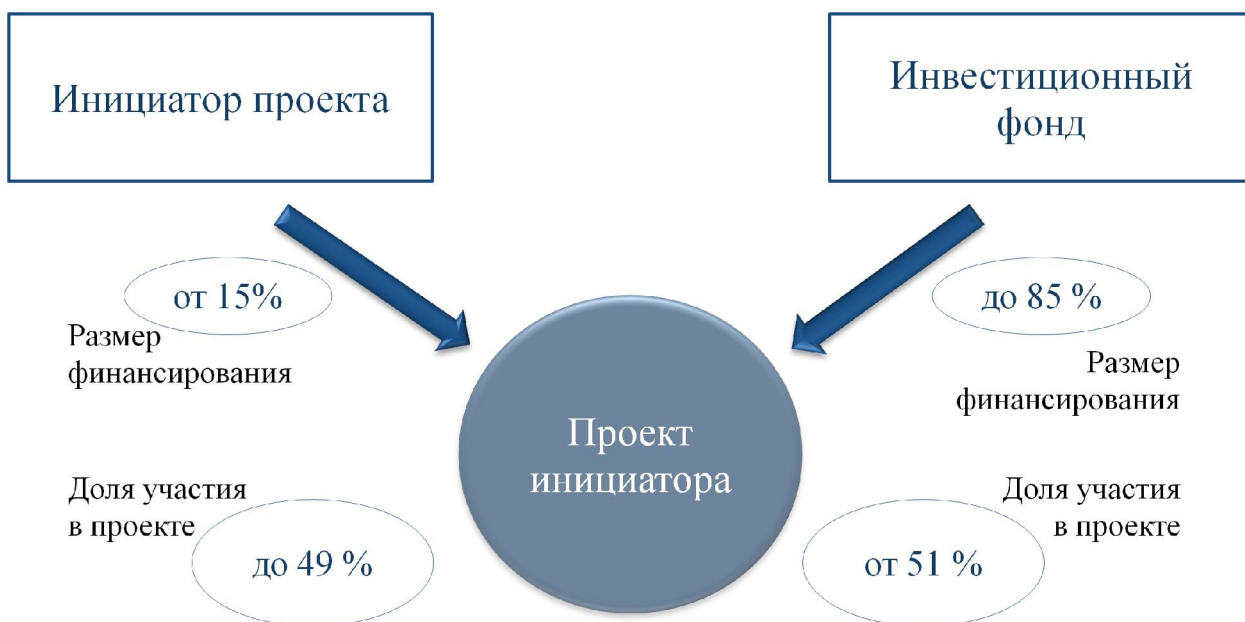 Инициатор проекта
Инвестиционный
фонд
от 15%
Размер
финансирования
до 85 %
Размер
финансирования
Проект
инициатора
Доля участия
в проекте
до 49 %
Доля участия
в проекте
от 51 %